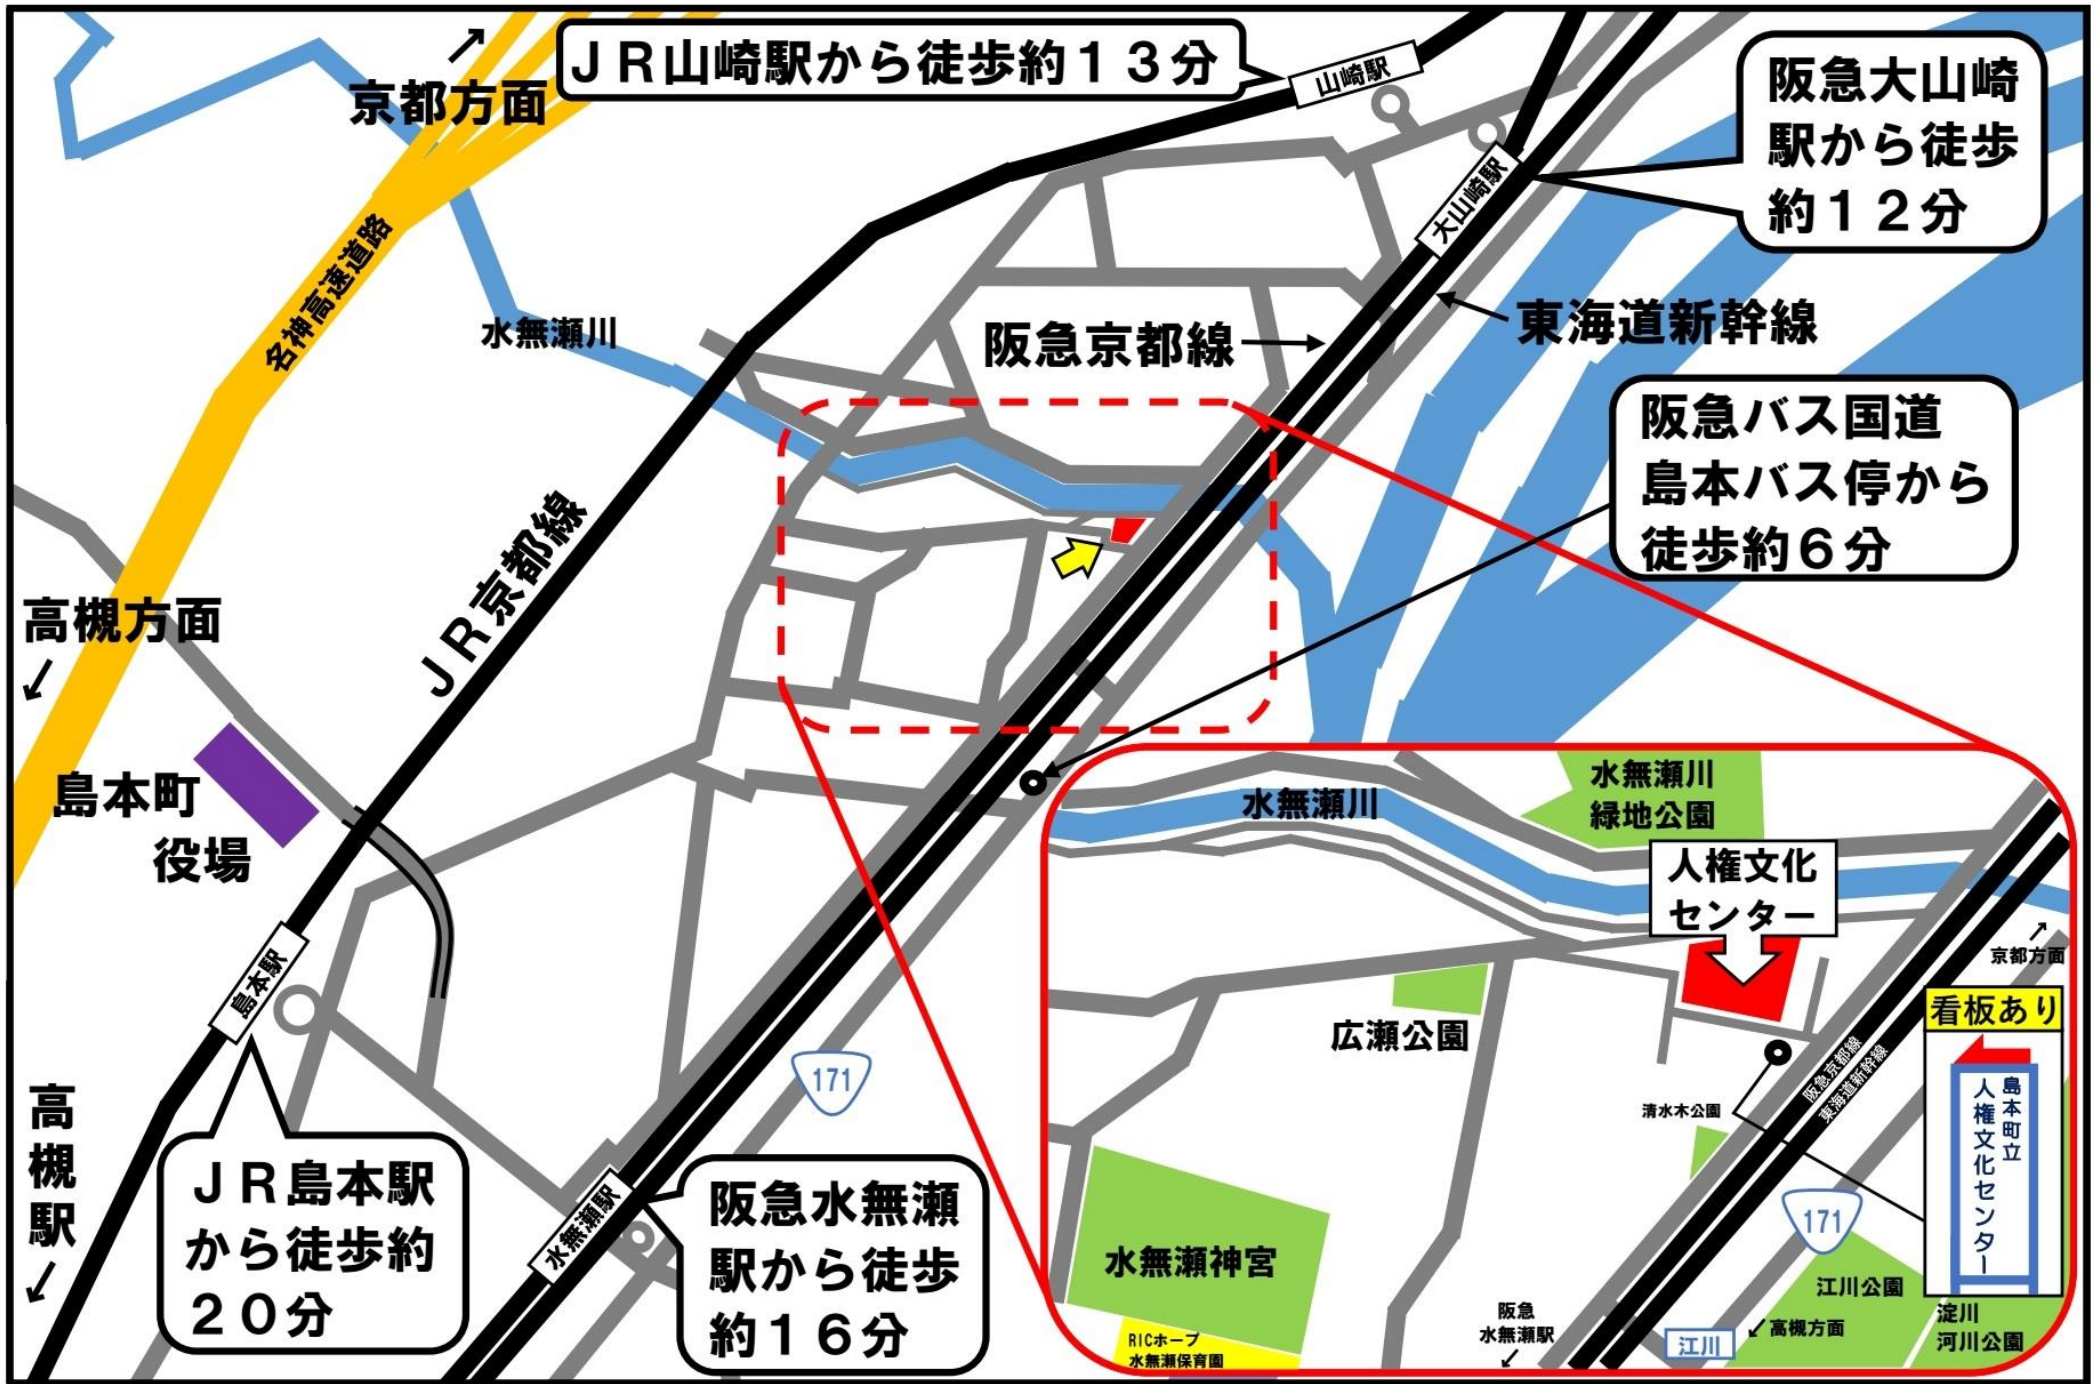 京都方面
ＪＲ山崎駅から徒歩約１３分
山崎駅
阪急大山崎
駅から徒歩
約１２分
大山崎駅
名神高速道路
水無瀬川
阪急京都線
東海道新幹線
阪急バス国道
島本バス停から
徒歩約６分
ＪＲ京都線
高槻方面
島本町
役場
島本駅
高槻駅
ＪＲ島本駅
から徒歩約
２０分
171
水無瀬駅
阪急水無瀬
駅から徒歩
約１６分
水無瀬川
水無瀬川
緑地公園
人権文化
センター
京都方面
看板あり
島本町立
人権文化センター
広瀬公園
阪急京都線
東海道新幹線
清水木公園
171
水無瀬神宮
江川公園
淀川
河川公園
高槻方面
江川
阪急
水無瀬駅
RICホープ
水無瀬保育園